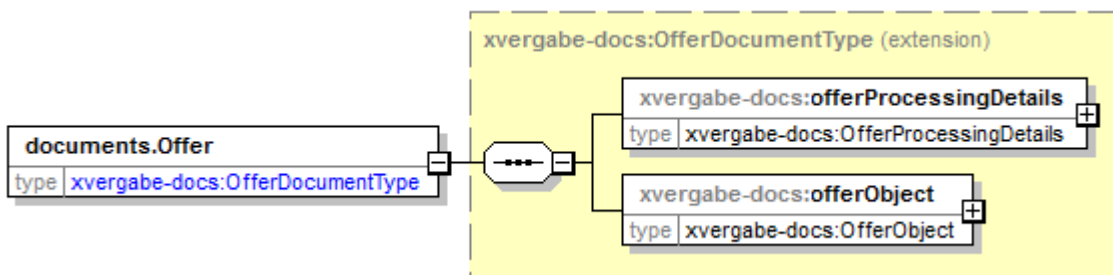 xvergabe-docs:OfferDocumentType (extension)
xvergabe-docs:offerProcessingDetails
type xvergabe-docs:OfferProcessingDetails
documents.Offer
type xvergabe-docs:OfferDocumentType
xvergabe-docs:offerObject
type xvergabe-docs:OfferObject